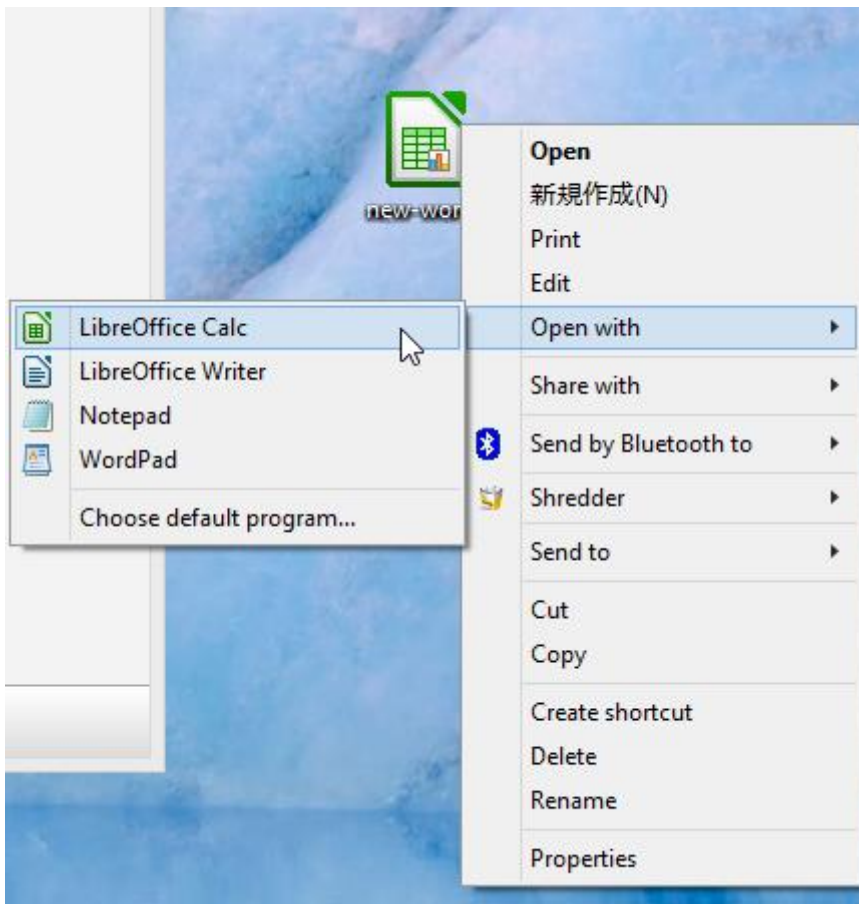 new-wor
Open
新規作成(N)
Print
Edit
Open with
Share with
Send by Bluetooth to
Shredder
Send to
Cut
Copy
Create shortcut
Delete
Rename
Properties
LibreOffice Calc
LibreOffice Writer
Notepad
WordPad
Choose default program...